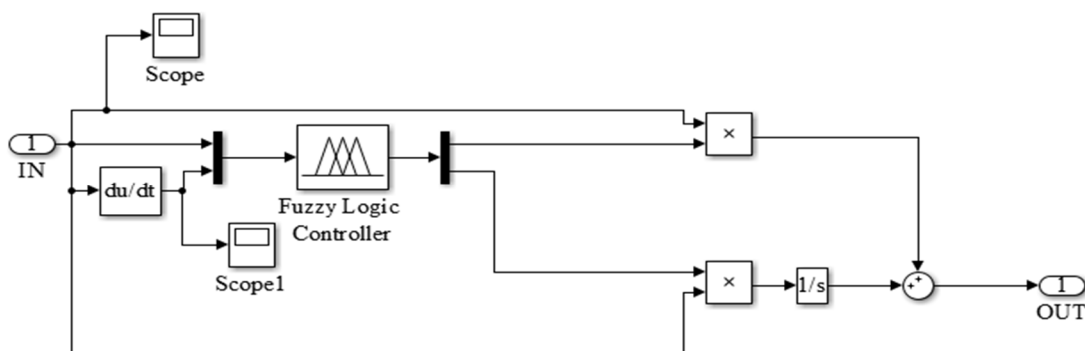 Scope
1
IN
du/dt
Fuzzy Logic
Controller
Scope1
×
×
1/s
+
+
1
OUT